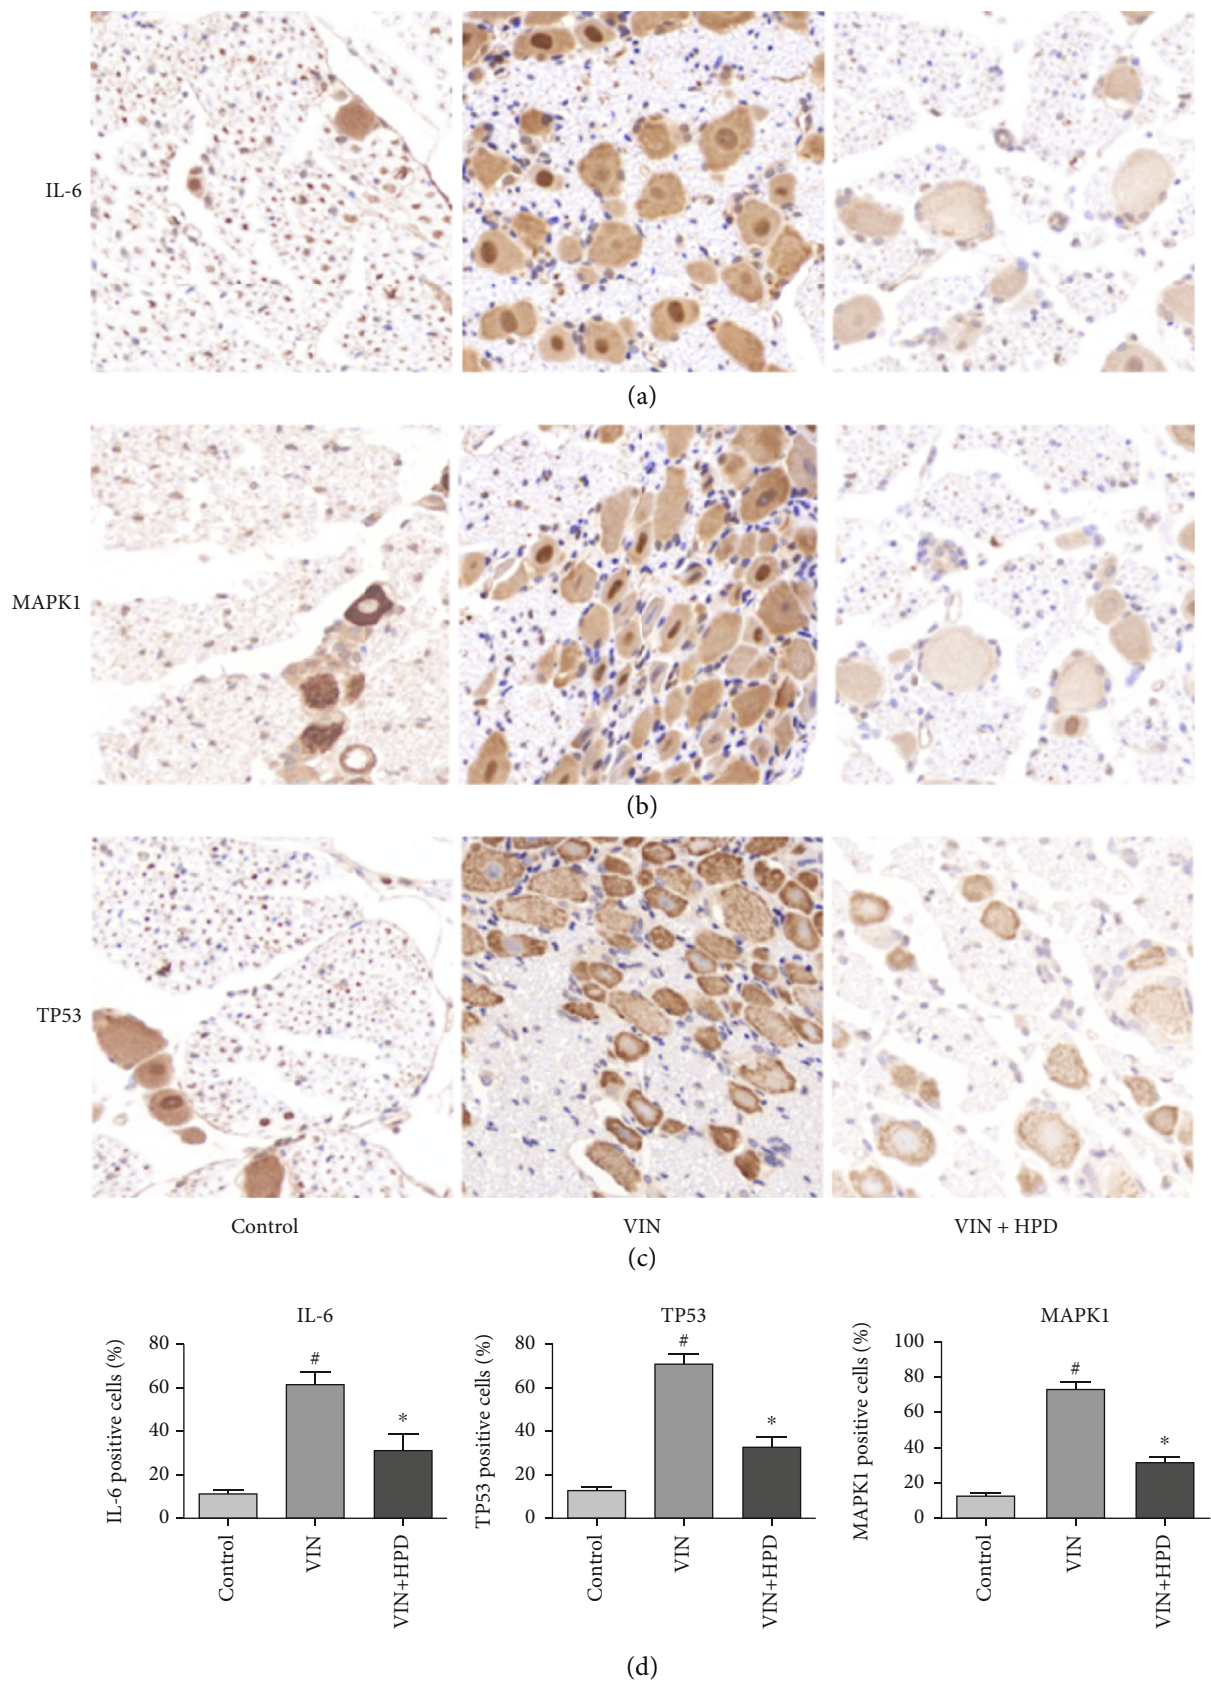 IL-6
(a)
MAPK1
(b)
TP53
Control VIN VIN + HPD
(c)
IL-6
IL-6 positive cells (%)
80
60
40
20
0
#
*
Control
VIN
VIN+HPD
TP53
TP53 positive cells (%)
80
60
40
20
0
#
*
Control
VIN
VIN+HPD
MAPK1
MAPK1 positive cells (%)
100
80
60
40
20
0
#
*
Control
VIN
VIN+HPD
(d)